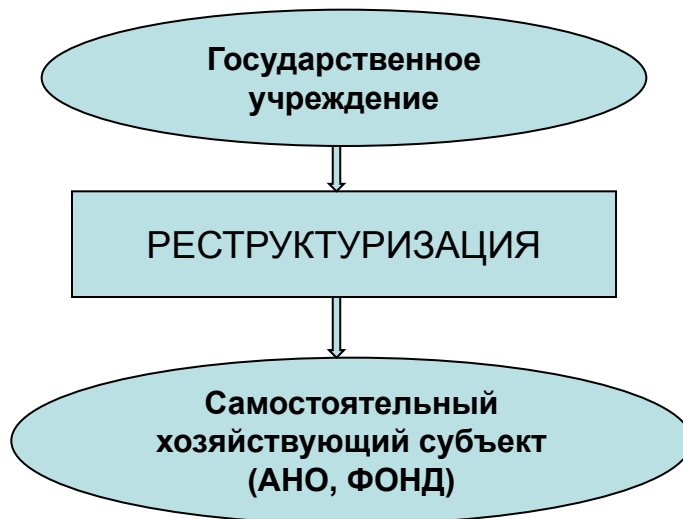 Государственное
учреждение
РЕСТРУКТУРИЗАЦИЯ
Самостоятельный
хозяйствующий субъект
(АНО, ФОНД)